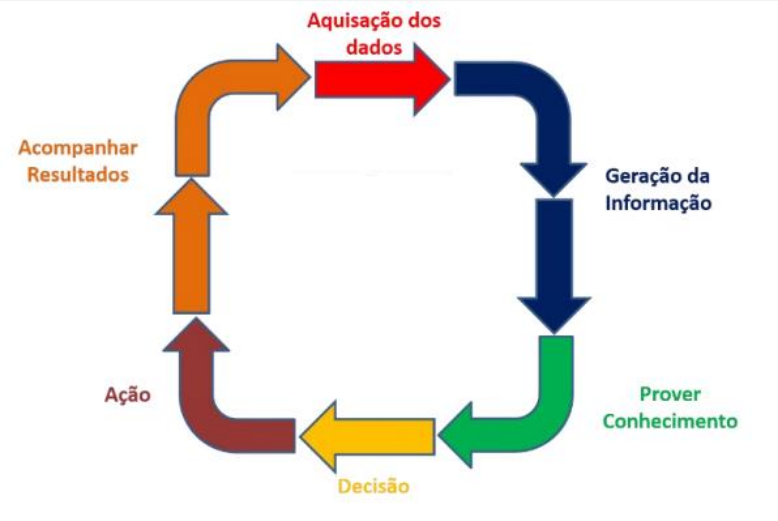 Aquisação dos
dados
Geração da
Informação
Prover
Conhecimento
Decisão
Ação
Acompanhar
Resultados